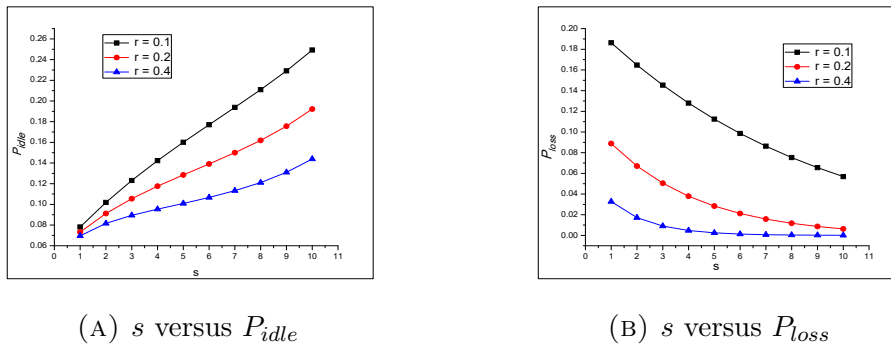 0.26
0.24
0.22
0.20
0.18
0.16
0.14
0.12
0.10
0.08
0.06
P_idle
r = 0.1
r = 0.2
r = 0.4
0 1 2 3 4 5 6 7 8 9 10 11
s
(A) s versus P_idle
0.20
0.18
0.16
0.14
0.12
0.10
0.08
0.06
0.04
0.02
0.00
P_loss
r = 0.1
r = 0.2
r = 0.4
0 1 2 3 4 5 6 7 8 9 10 11
s
(B) s versus P_loss